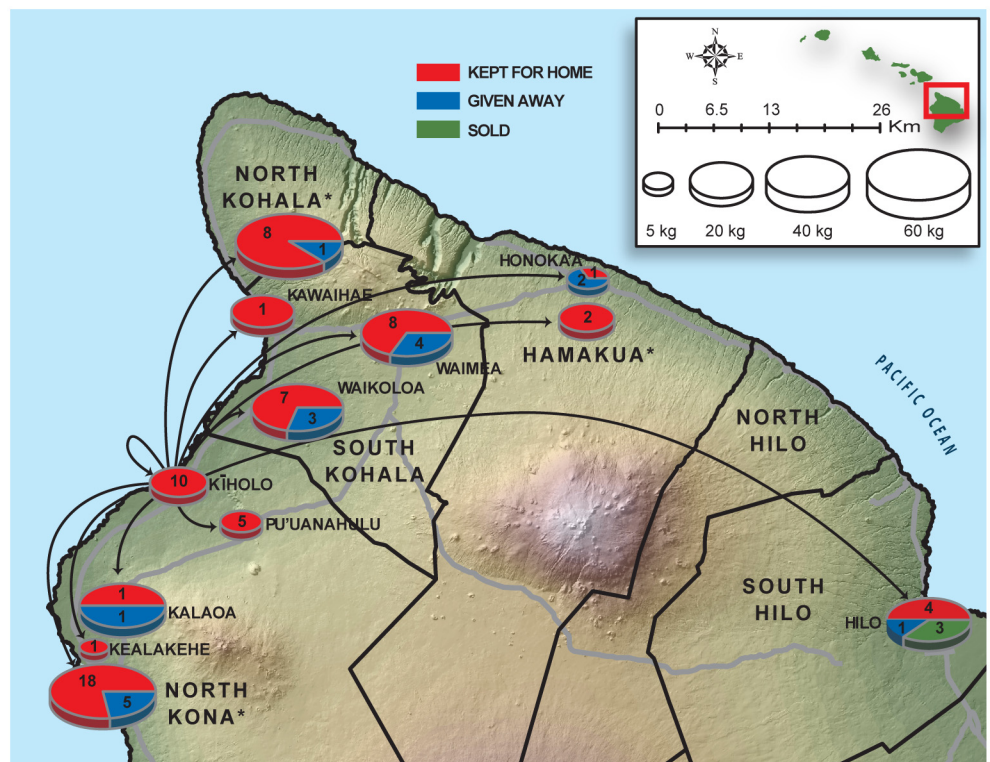 KEPT FOR HOME
GIVEN AWAY
SOLD
N
W E
S
0 6.5 13 26
Km
5 kg 20 kg 40 kg 60 kg
NORTH
KOHALA*
8
1
HONOKA'A
1
2
KAWAIHAE
1
8
4
WAIMEA
2
HAMAKUA*
WAIKOLOA
7
3
SOUTH
KOHALA
NORTH
HILO
PACIFIC OCEAN
10
KĪHOLO
5
PU'UANAHULU
1
1
KALAOA
SOUTH
HILO
HILO
4
1
3
1
KEALAKEHE
18
5
NORTH
KONA*